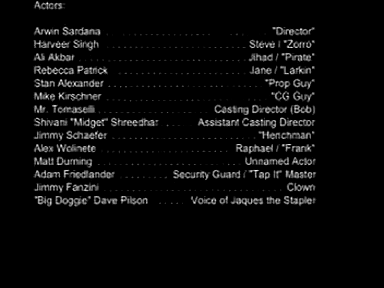 Actors:
Arwin Sardana . . . . . . . . . . . . . . . . . . . . . . "Director"
Harveer Singh . . . . . . . . . . . . . . . . . . . . Steve / "Zorro"
Ali Akbar . . . . . . . . . . . . . . . . . . . . . . . . Jihad / "Pirate"
Rebecca Patrick . . . . . . . . . . . . . . . . . . . Jane / "Larkin"
Stan Alexander . . . . . . . . . . . . . . . . . . . . . "Prop Guy"
Mike Kirschner . . . . . . . . . . . . . . . . . . . . . . "CG Guy"
Mr. Tomaselli . . . . . . . . . . . . . . . . Casting Director (Bob)
Shivani "Midget" Shreedhar . . . . Assistant Casting Director
Jimmy Schaefer . . . . . . . . . . . . . . . . . . . . "Henchman"
Alex Wolinete . . . . . . . . . . . . . . . . . . Raphael / "Frank"
Matt Durning . . . . . . . . . . . . . . . . . . . . Unnamed Actor
Adam Friedlander . . . . . . . . Security Guard / "Tap It" Master
Jimmy Fanzini . . . . . . . . . . . . . . . . . . . . . . . . . Clown
"Big Doggie" Dave Pilson . . . . . Voice of Jaques the Stapler